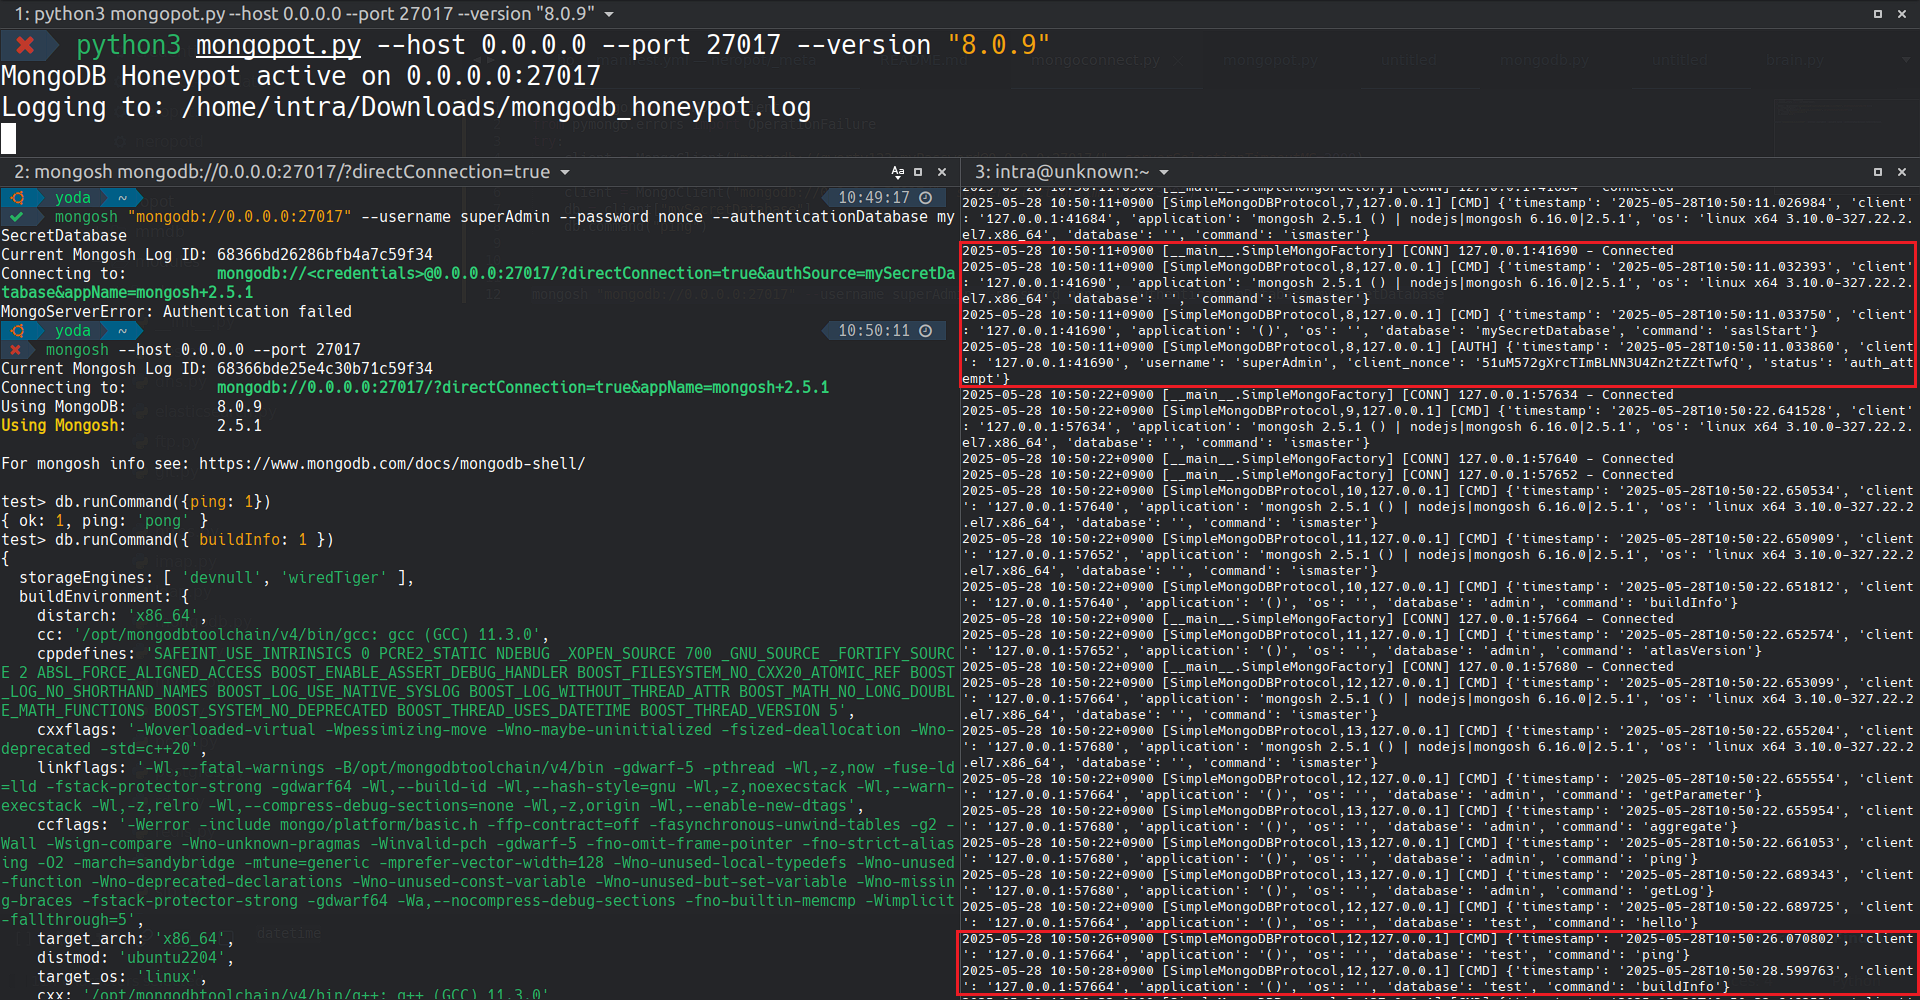 1: python3 mongopot.py --host 0.0.0.0 --port 27017 --version "8.0.9"
python3 mongopot.py --host 0.0.0.0 --port 27017 --version "8.0.9"
MongoDB Honeypot active on 0.0.0.0:27017
Logging to: /home/intra/Downloads/mongodb_honeypot.log
2: mongosh mongodb://0.0.0.0:27017/?directConnection=true
yoda ~ 10:49:17
mongosh "mongodb://0.0.0.0:27017" --username superAdmin --password nonce --authenticationDatabase my
SecretDatabase
Current Mongosh Log ID: 68366bd26286bfb4a7c59f34
Connecting to: mongodb://<credentials>@0.0.0.0:27017/?directConnection=true&authSource=mySecretDa
tabase&appName=mongosh+2.5.1
MongoServerError: Authentication failed
yoda ~ 10:50:11
mongosh --host 0.0.0.0 --port 27017
Current Mongosh Log ID: 68366bde25e4c30b71c59f34
Connecting to: mongodb://0.0.0.0:27017/?directConnection=true&appName=mongosh+2.5.1
Using MongoDB: 8.0.9
Using Mongosh: 2.5.1
For mongosh info see: https://www.mongodb.com/docs/mongodb-shell/
test> db.runCommand({ping: 1})
{ ok: 1, ping: 'pong' }
test> db.runCommand({ buildInfo: 1 })
{
storageEngines: [ 'devnull', 'wiredTiger' ],
buildEnvironment: {
distarch: 'x86_64',
cc: '/opt/mongodbtoolchain/v4/bin/gcc: gcc (GCC) 11.3.0',
cppdefines: 'SAFEINT_USE_INTRINSICS 0 PCRE2_STATIC NDEBUG _XOPEN_SOURCE 700 _GNU_SOURCE _FORTIFY_SOURC
E 2 ABSL_FORCE_ALIGNED_ACCESS BOOST_ENABLE_ASSERT_DEBUG_HANDLER BOOST_FILESYSTEM_NO_CXX20_ATOMIC_REF BOOST
_LOG_NO_SHORTHAND_NAMES BOOST_LOG_USE_NATIVE_SYSLOG BOOST_LOG_WITHOUT_THREAD_ATTR BOOST_MATH_NO_LONG_DOUBL
E_MATH_FUNCTIONS BOOST_SYSTEM_NO_DEPRECATED BOOST_THREAD_USES_DATETIME BOOST_THREAD_VERSION 5',
cxxflags: '-Woverloaded-virtual -Wpessimizing-move -Wno-maybe-uninitialized -fsized-deallocation -Wno-
deprecated -std=c++20',
linkflags: '-Wl,--fatal-warnings -B/opt/mongodbtoolchain/v4/bin -gdwarf-5 -pthread -Wl,-z,now -fuse-ld
=lld -fstack-protector-strong -gdwarf64 -Wl,--build-id -Wl,--hash-style=gnu -Wl,-z,noexecstack -Wl,--warn-
execstack -Wl,-z,relro -Wl,--compress-debug-sections=none -Wl,-z,origin -Wl,--enable-new-dtags',
ccflags: '-Werror -include mongo/platform/basic.h -ffp-contract=off -fasynchronous-unwind-tables -g2 -
Wall -Wsign-compare -Wno-unknown-pragmas -Winvalid-pch -gdwarf-5 -fno-omit-frame-pointer -fno-strict-alias
ing -O2 -march=sandybridge -mtune=generic -mprefer-vector-width=128 -Wno-unused-local-typedefs -Wno-unused
-function -Wno-deprecated-declarations -Wno-unused-const-variable -Wno-unused-but-set-variable -Wno-missin
g-braces -fstack-protector-strong -gdwarf64 -Wa,--nocompress-debug-sections -fno-builtin-memcmp -Wimplicit
-fallthrough=5',
target_arch: 'x86_64',
distmod: 'ubuntu2204',
target_os: 'linux',
cxx: '/opt/mongodbtoolchain/v4/bin/g++: g++ (GCC) 11.3.0'
3: intra@unknown:~
2025-05-28 10:50:11+0900 [__main__.SimpleMongoFactory] [CONN] 127.0.0.1:41684 - Connected
2025-05-28 10:50:11+0900 [SimpleMongoDBProtocol,7,127.0.0.1] [CMD] {'timestamp': '2025-05-28T10:50:11.026984', 'client'
: '127.0.0.1:41684', 'application': 'mongosh 2.5.1 () | nodejs|mongosh 6.16.0|2.5.1', 'os': 'linux x64 3.10.0-327.22.2.
el7.x86_64', 'database': '', 'command': 'ismaster'}
2025-05-28 10:50:11+0900 [__main__.SimpleMongoFactory] [CONN] 127.0.0.1:41690 - Connected
2025-05-28 10:50:11+0900 [SimpleMongoDBProtocol,8,127.0.0.1] [CMD] {'timestamp': '2025-05-28T10:50:11.032393', 'client'
: '127.0.0.1:41690', 'application': 'mongosh 2.5.1 () | nodejs|mongosh 6.16.0|2.5.1', 'os': 'linux x64 3.10.0-327.22.2.
el7.x86_64', 'database': '', 'command': 'ismaster'}
2025-05-28 10:50:11+0900 [SimpleMongoDBProtocol,8,127.0.0.1] [CMD] {'timestamp': '2025-05-28T10:50:11.033750', 'client'
: '127.0.0.1:41690', 'application': '()', 'os': '', 'database': 'mySecretDatabase', 'command': 'saslStart'}
2025-05-28 10:50:11+0900 [SimpleMongoDBProtocol,8,127.0.0.1] [AUTH] {'timestamp': '2025-05-28T10:50:11.033860', 'client
': '127.0.0.1:41690', 'username': 'superAdmin', 'client_nonce': '51uM572gXrcTImBLNN3U4Zn2tZZtTwfQ', 'status': 'auth_att
empt'}
2025-05-28 10:50:22+0900 [__main__.SimpleMongoFactory] [CONN] 127.0.0.1:57634 - Connected
2025-05-28 10:50:22+0900 [SimpleMongoDBProtocol,9,127.0.0.1] [CMD] {'timestamp': '2025-05-28T10:50:22.641528', 'client'
: '127.0.0.1:57634', 'application': 'mongosh 2.5.1 () | nodejs|mongosh 6.16.0|2.5.1', 'os': 'linux x64 3.10.0-327.22.2.
el7.x86_64', 'database': '', 'command': 'ismaster'}
2025-05-28 10:50:22+0900 [__main__.SimpleMongoFactory] [CONN] 127.0.0.1:57640 - Connected
2025-05-28 10:50:22+0900 [__main__.SimpleMongoFactory] [CONN] 127.0.0.1:57652 - Connected
2025-05-28 10:50:22+0900 [SimpleMongoDBProtocol,10,127.0.0.1] [CMD] {'timestamp': '2025-05-28T10:50:22.650534', 'client
': '127.0.0.1:57640', 'application': 'mongosh 2.5.1 () | nodejs|mongosh 6.16.0|2.5.1', 'os': 'linux x64 3.10.0-327.22.2
.el7.x86_64', 'database': '', 'command': 'ismaster'}
2025-05-28 10:50:22+0900 [SimpleMongoDBProtocol,11,127.0.0.1] [CMD] {'timestamp': '2025-05-28T10:50:22.650909', 'client
': '127.0.0.1:57652', 'application': 'mongosh 2.5.1 () | nodejs|mongosh 6.16.0|2.5.1', 'os': 'linux x64 3.10.0-327.22.2
.el7.x86_64', 'database': '', 'command': 'ismaster'}
2025-05-28 10:50:22+0900 [SimpleMongoDBProtocol,10,127.0.0.1] [CMD] {'timestamp': '2025-05-28T10:50:22.651812', 'client
': '127.0.0.1:57640', 'application': '()', 'os': '', 'database': 'admin', 'command': 'buildInfo'}
2025-05-28 10:50:22+0900 [__main__.SimpleMongoFactory] [CONN] 127.0.0.1:57664 - Connected
2025-05-28 10:50:22+0900 [SimpleMongoDBProtocol,11,127.0.0.1] [CMD] {'timestamp': '2025-05-28T10:50:22.652574', 'client
': '127.0.0.1:57652', 'application': '()', 'os': '', 'database': 'admin', 'command': 'atlasVersion'}
2025-05-28 10:50:22+0900 [__main__.SimpleMongoFactory] [CONN] 127.0.0.1:57680 - Connected
2025-05-28 10:50:22+0900 [SimpleMongoDBProtocol,12,127.0.0.1] [CMD] {'timestamp': '2025-05-28T10:50:22.653099', 'client
': '127.0.0.1:57664', 'application': 'mongosh 2.5.1 () | nodejs|mongosh 6.16.0|2.5.1', 'os': 'linux x64 3.10.0-327.22.2
.el7.x86_64', 'database': '', 'command': 'ismaster'}
2025-05-28 10:50:22+0900 [SimpleMongoDBProtocol,13,127.0.0.1] [CMD] {'timestamp': '2025-05-28T10:50:22.655204', 'client
': '127.0.0.1:57680', 'application': 'mongosh 2.5.1 () | nodejs|mongosh 6.16.0|2.5.1', 'os': 'linux x64 3.10.0-327.22.2
.el7.x86_64', 'database': '', 'command': 'ismaster'}
2025-05-28 10:50:22+0900 [SimpleMongoDBProtocol,12,127.0.0.1] [CMD] {'timestamp': '2025-05-28T10:50:22.655554', 'client
': '127.0.0.1:57664', 'application': '()', 'os': '', 'database': 'admin', 'command': 'getParameter'}
2025-05-28 10:50:22+0900 [SimpleMongoDBProtocol,13,127.0.0.1] [CMD] {'timestamp': '2025-05-28T10:50:22.655954', 'client
': '127.0.0.1:57680', 'application': '()', 'os': '', 'database': 'admin', 'command': 'aggregate'}
2025-05-28 10:50:22+0900 [SimpleMongoDBProtocol,13,127.0.0.1] [CMD] {'timestamp': '2025-05-28T10:50:22.661053', 'client
': '127.0.0.1:57680', 'application': '()', 'os': '', 'database': 'admin', 'command': 'ping'}
2025-05-28 10:50:22+0900 [SimpleMongoDBProtocol,13,127.0.0.1] [CMD] {'timestamp': '2025-05-28T10:50:22.689343', 'client
': '127.0.0.1:57680', 'application': '()', 'os': '', 'database': 'admin', 'command': 'getLog'}
2025-05-28 10:50:22+0900 [SimpleMongoDBProtocol,12,127.0.0.1] [CMD] {'timestamp': '2025-05-28T10:50:22.689725', 'client
': '127.0.0.1:57664', 'application': '()', 'os': '', 'database': 'test', 'command': 'hello'}
2025-05-28 10:50:26+0900 [SimpleMongoDBProtocol,12,127.0.0.1] [CMD] {'timestamp': '2025-05-28T10:50:26.070802', 'client
': '127.0.0.1:57664', 'application': '()', 'os': '', 'database': 'test', 'command': 'ping'}
2025-05-28 10:50:28+0900 [SimpleMongoDBProtocol,12,127.0.0.1] [CMD] {'timestamp': '2025-05-28T10:50:28.599763', 'client
': '127.0.0.1:57664', 'application': '()', 'os': '', 'database': 'test', 'command': 'buildInfo'}